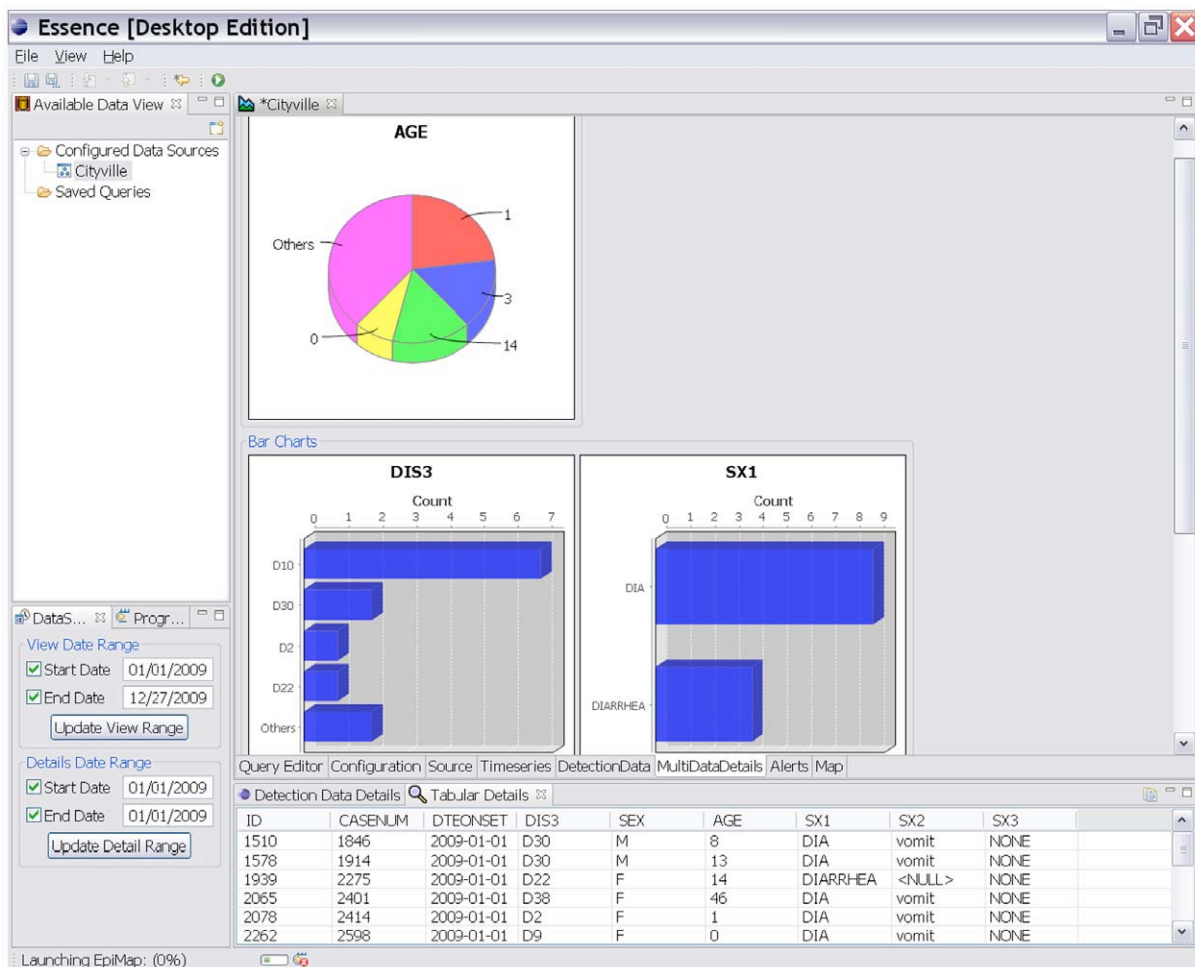 Essence [Desktop Edition]
File View Help
Available Data View
*Cityville
Configured Data Sources
Cityville
Saved Queries
AGE
1
Others
3
0
14
Bar Charts
DIS3
Count
0 1 2 3 4 5 6 7
D10
D30
D2
D22
Others
SX1
Count
0 1 2 3 4 5 6 7 8 9
DIA
DIARRHEA
DataS... Progr...
View Date Range
Start Date 01/01/2009
End Date 12/27/2009
Update View Range
Details Date Range
Start Date 01/01/2009
End Date 01/01/2009
Update Detail Range
Query Editor Configuration Source Timeseries DetectionData MultiDataDetails Alerts Map
Detection Data Details Tabular Details
ID CASENUM DTEONSET DIS3 SEX AGE SX1 SX2 SX3
1510 1846 2009-01-01 D30 M 8 DIA vomit NONE
1578 1914 2009-01-01 D30 M 13 DIA vomit NONE
1939 2275 2009-01-01 D22 F 14 DIARRHEA <NULL> NONE
2065 2401 2009-01-01 D38 F 46 DIA vomit NONE
2078 2414 2009-01-01 D2 F 1 DIA vomit NONE
2262 2598 2009-01-01 D9 F 0 DIA vomit NONE
Launching EpiMap: (0%)